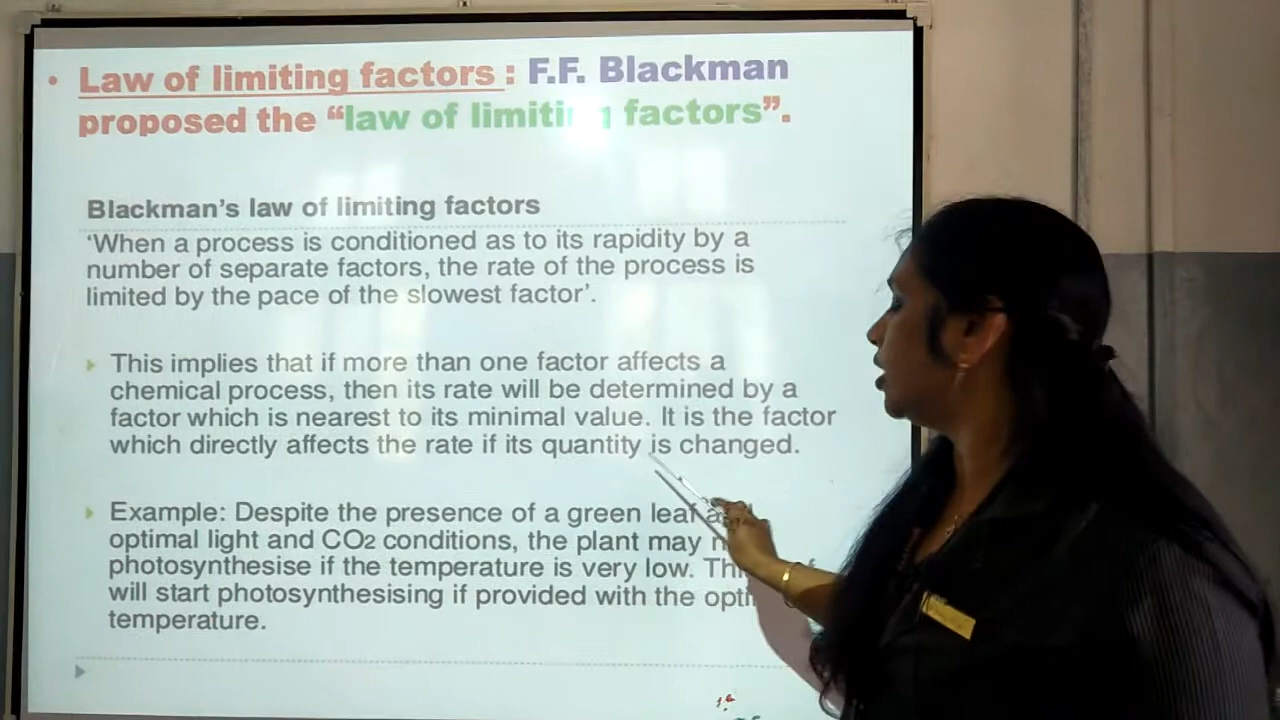 • Law of limiting factors : F.F. Blackman
proposed the “law of limiting factors”.
Blackman’s law of limiting factors
‘When a process is conditioned as to its rapidity by a
number of separate factors, the rate of the process is
limited by the pace of the slowest factor’.
This implies that if more than one factor affects a
chemical process, then its rate will be determined by a
factor which is nearest to its minimal value. It is the factor
which directly affects the rate if its quantity is changed.
Example: Despite the presence of a green leaf
optimal light and CO2 conditions, the plant may
photosynthesise if the temperature is very low.
will start photosynthesising if provided with the
temperature.